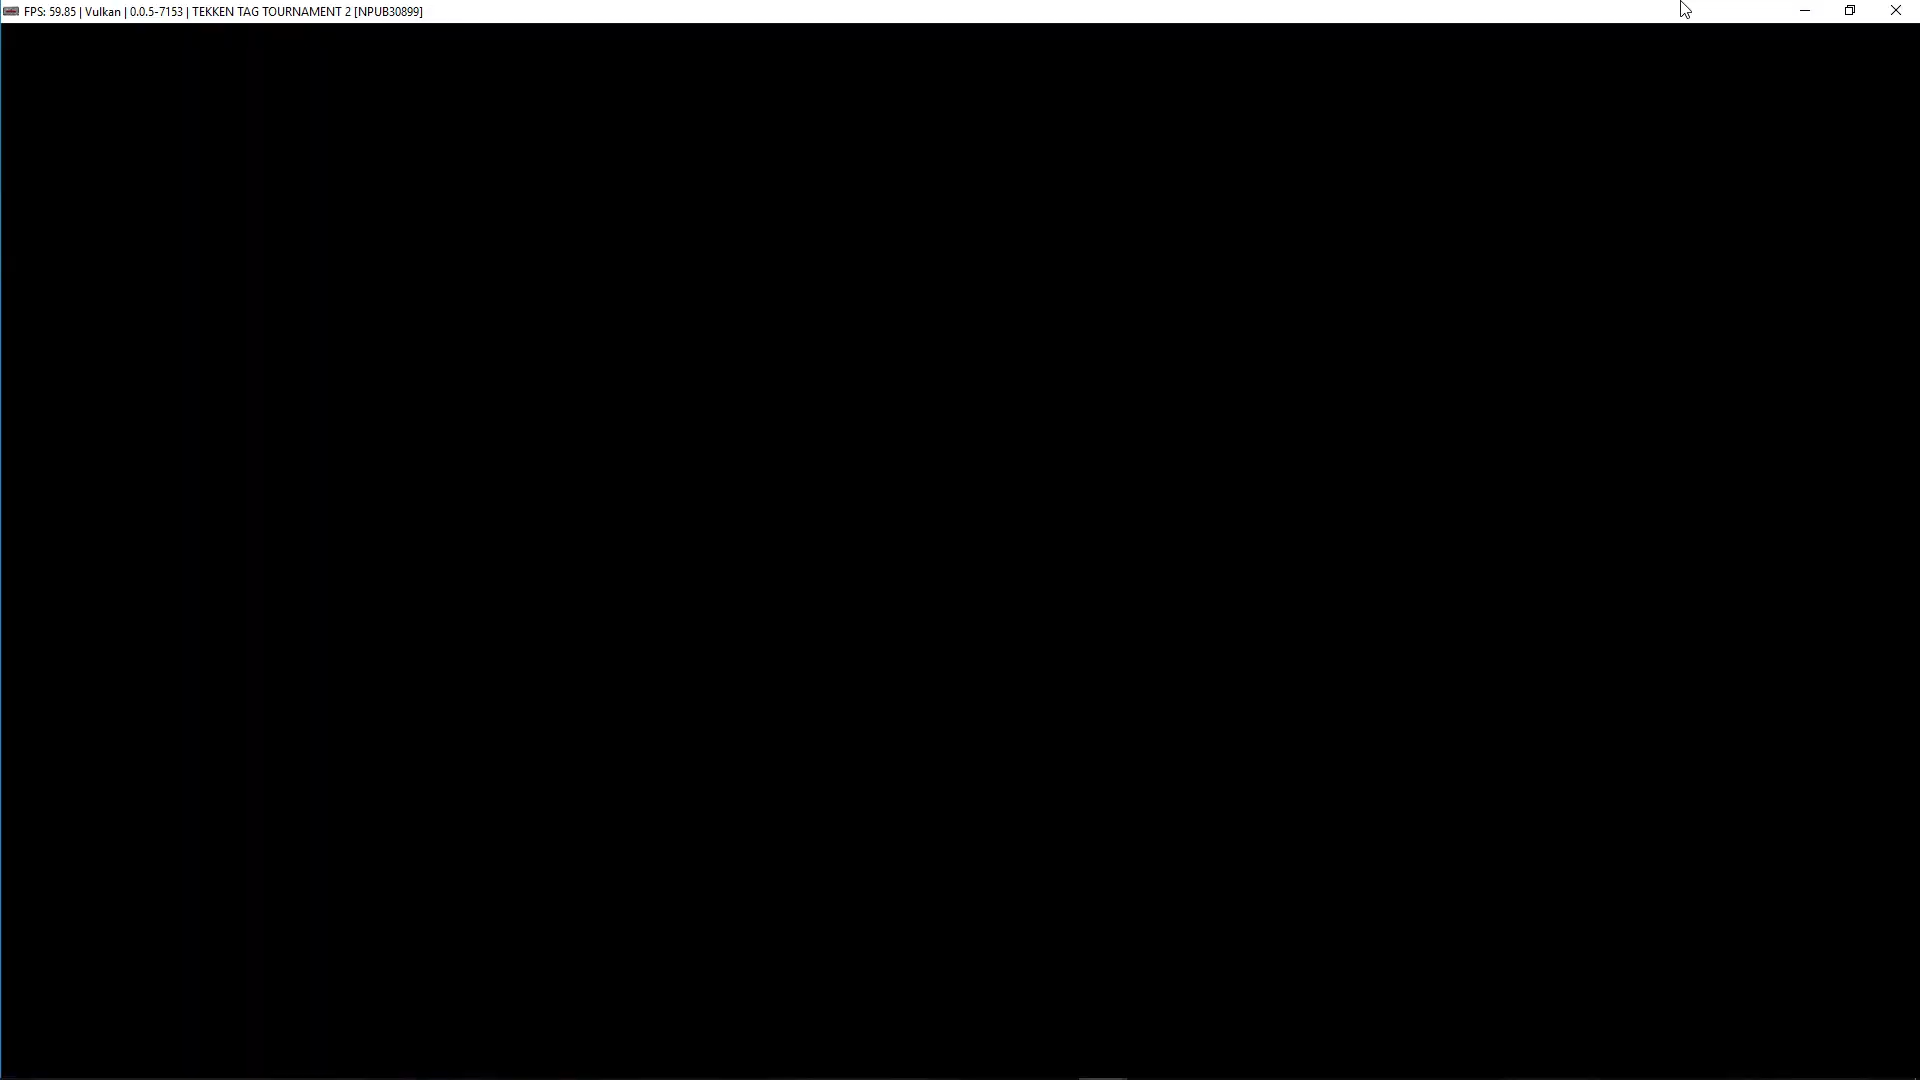 FPS: 59.85 | Vulkan | 0.0.5-7153 | TEKKEN TAG TOURNAMENT 2 [NPUB30899]